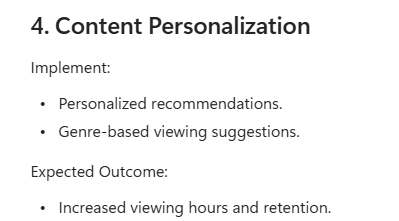 4. Content Personalization
Implement:
• Personalized recommendations.
• Genre-based viewing suggestions.
Expected Outcome:
• Increased viewing hours and retention.